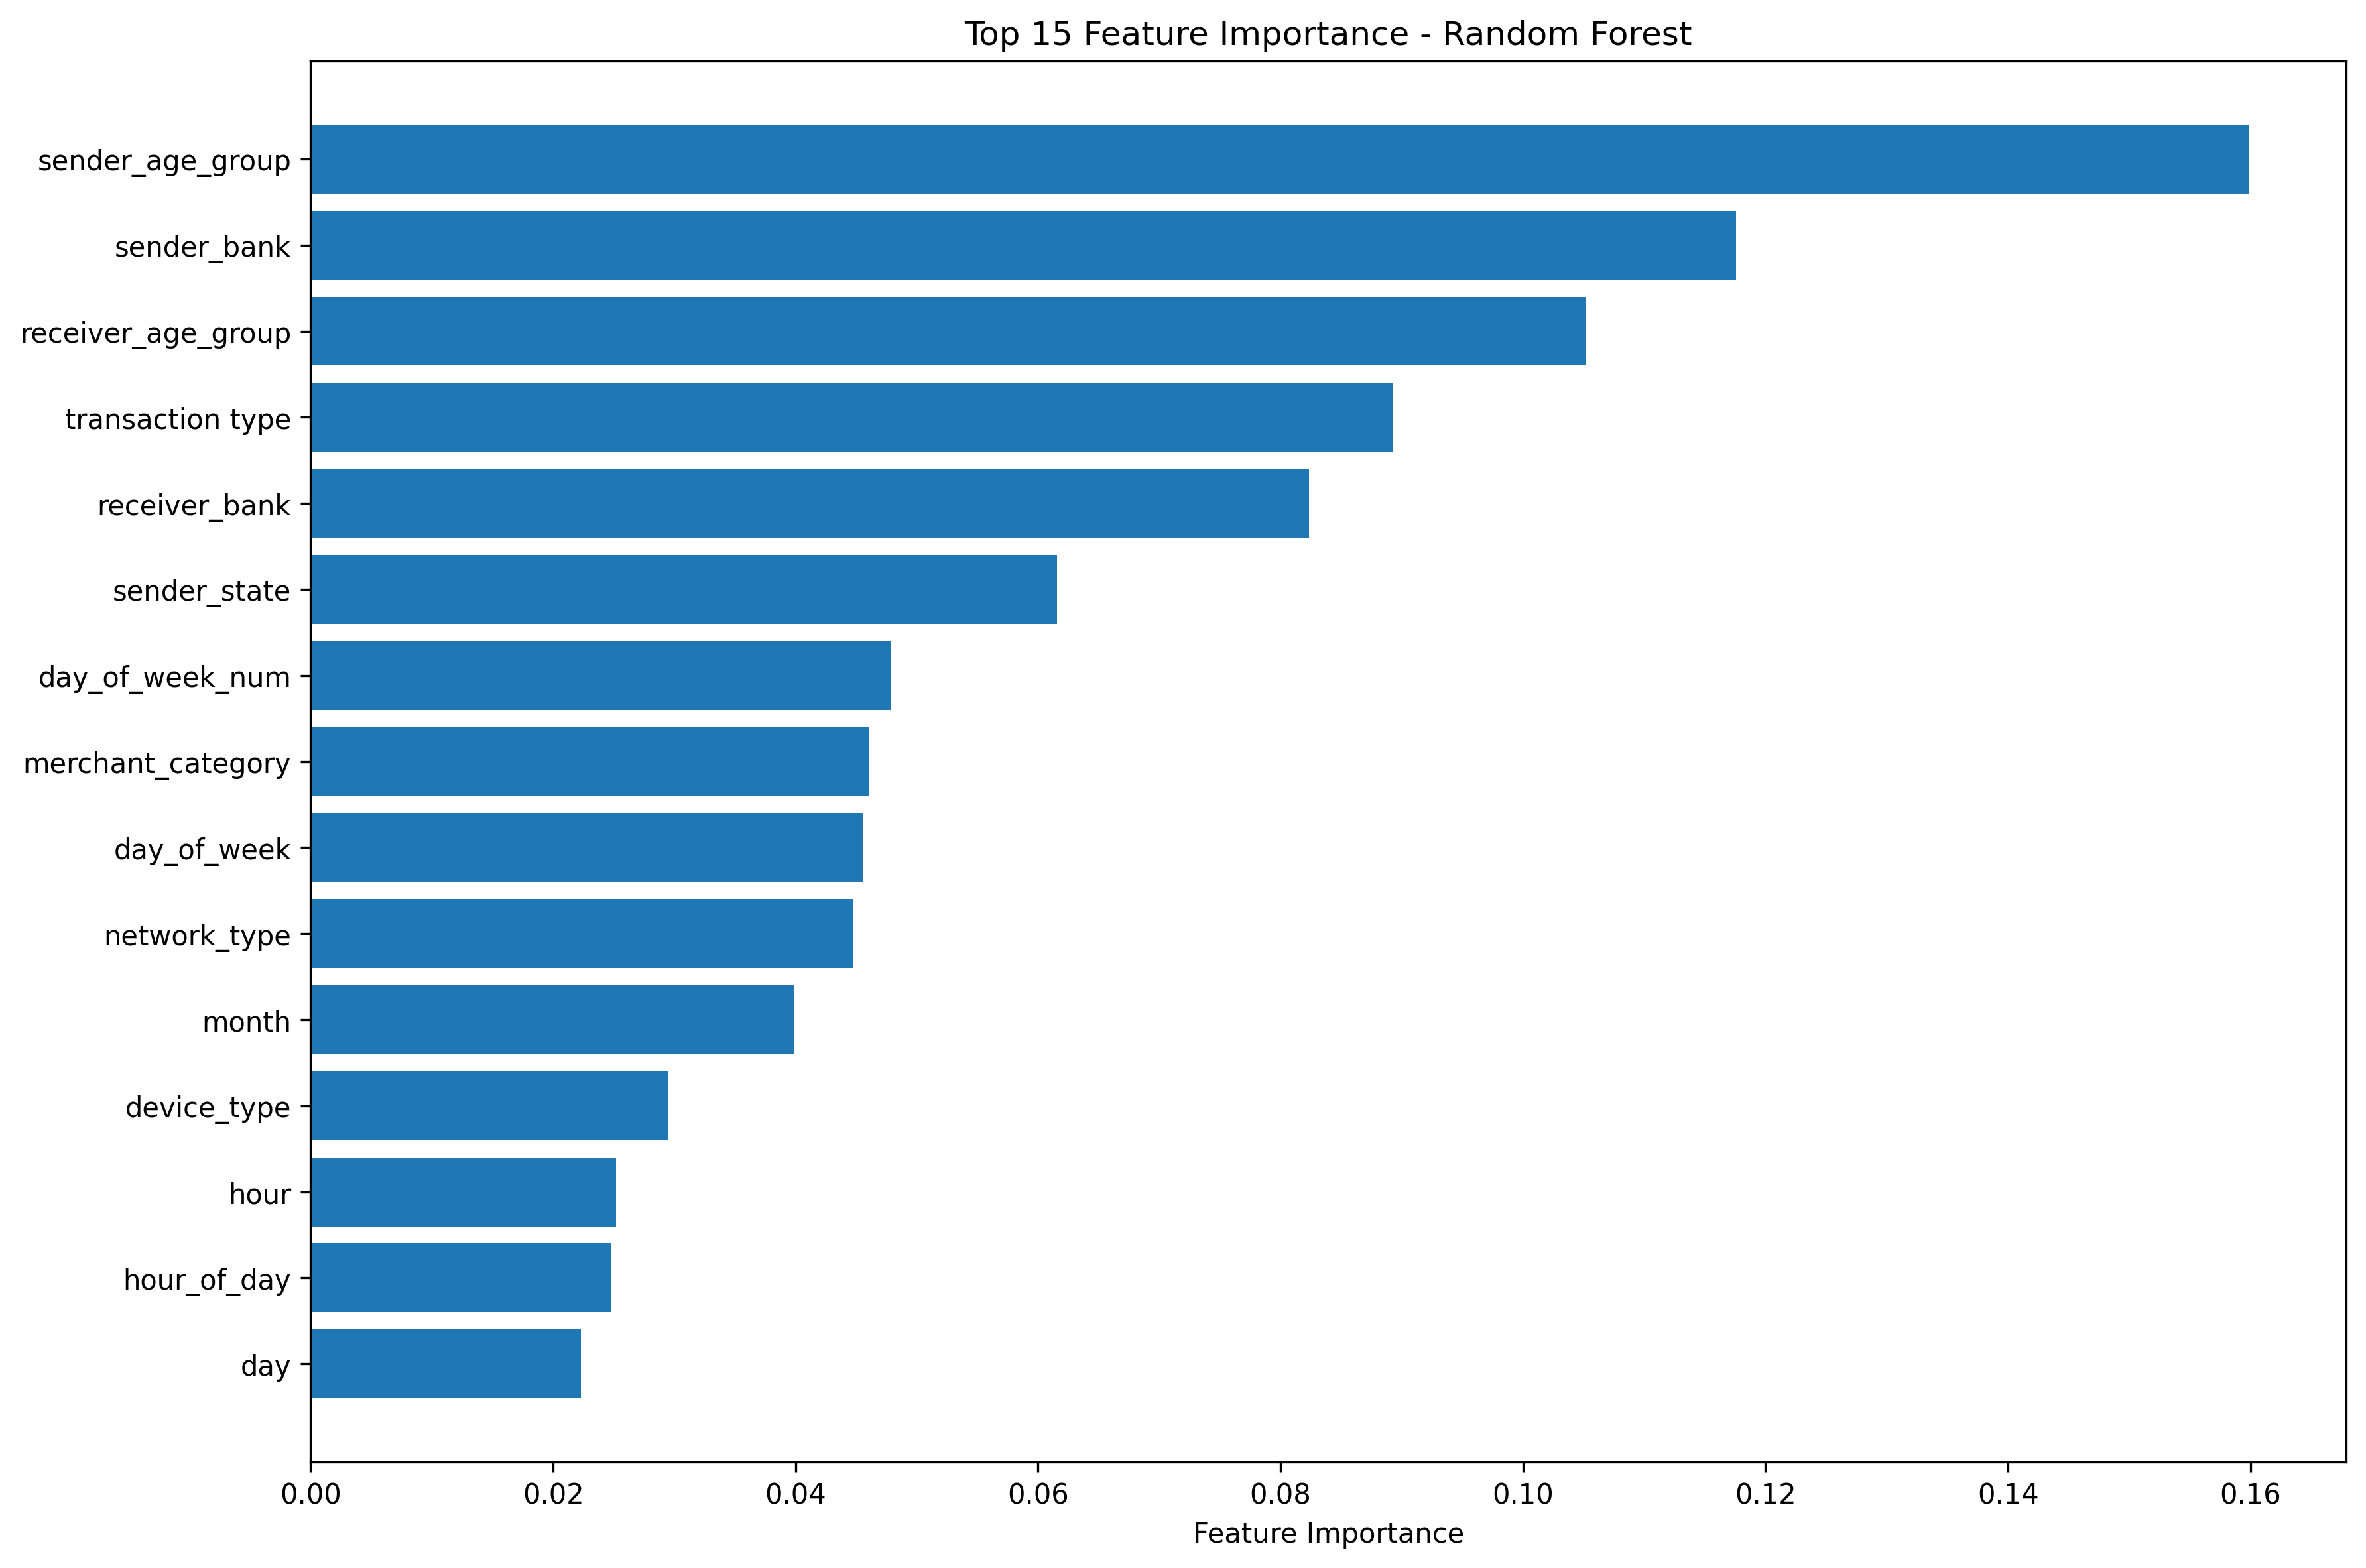 Top 15 Feature Importance - Random Forest
sender_age_group
sender_bank
receiver_age_group
transaction type
receiver_bank
sender_state
day_of_week_num
merchant_category
day_of_week
network_type
month
device_type
hour
hour_of_day
day
0.00 0.02 0.04 0.06 0.08 0.10 0.12 0.14 0.16
Feature Importance